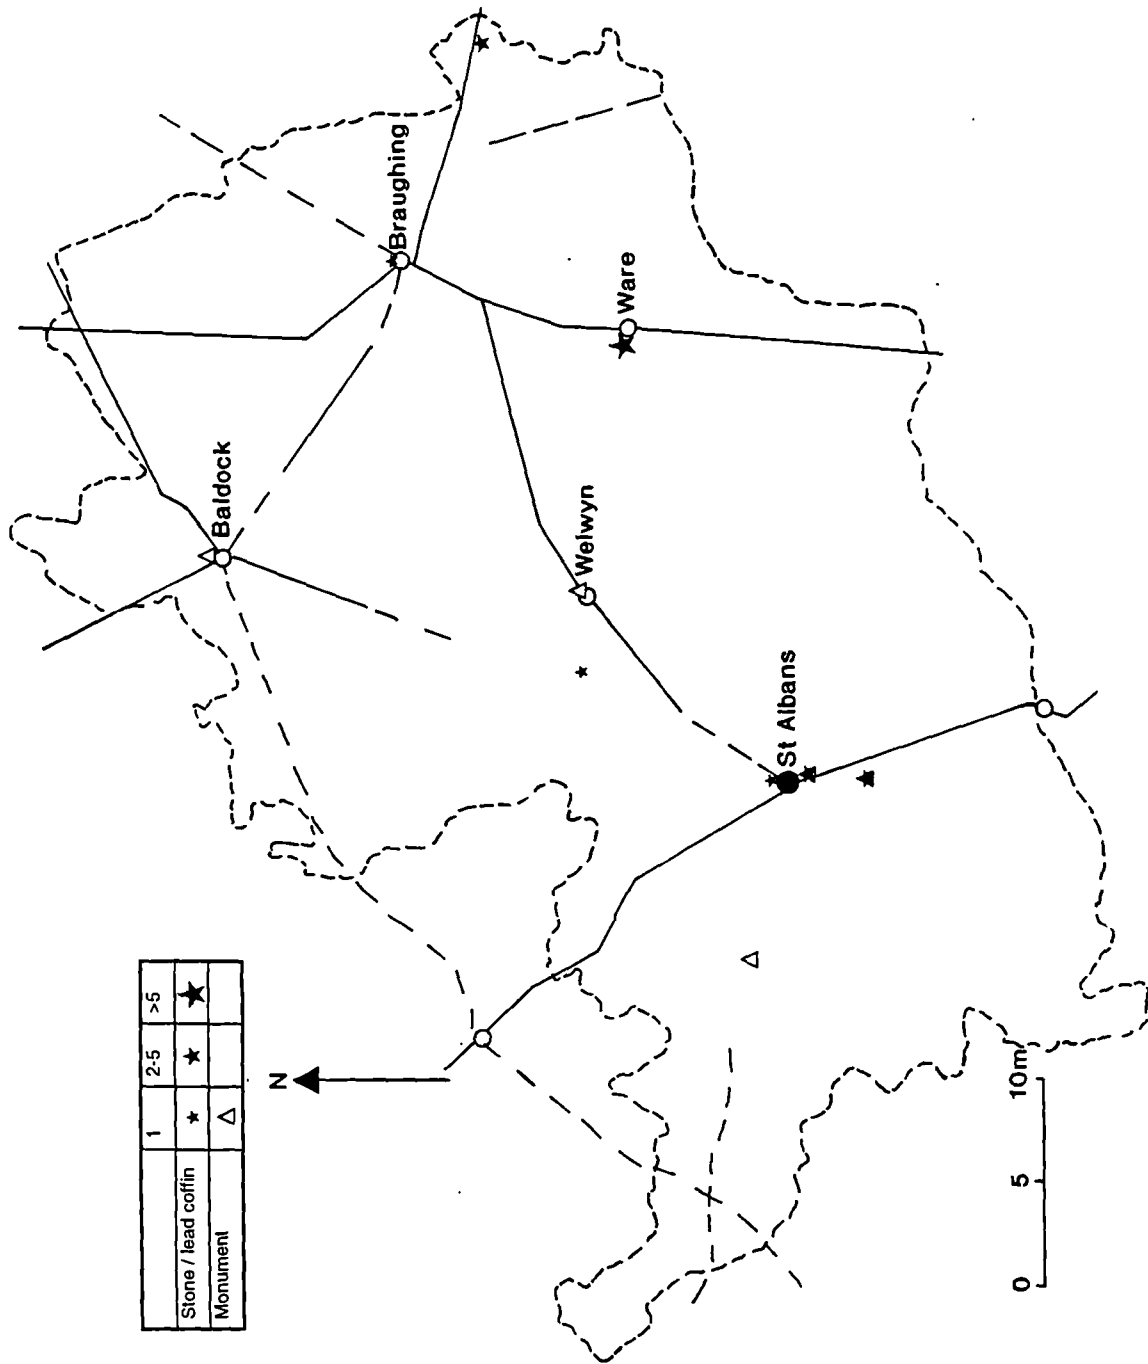 1 2-5 >5
Stone / lead coffin
Monument
N
Baldock
Braughing
Welwyn
Ware
St Albans
0 5 10m